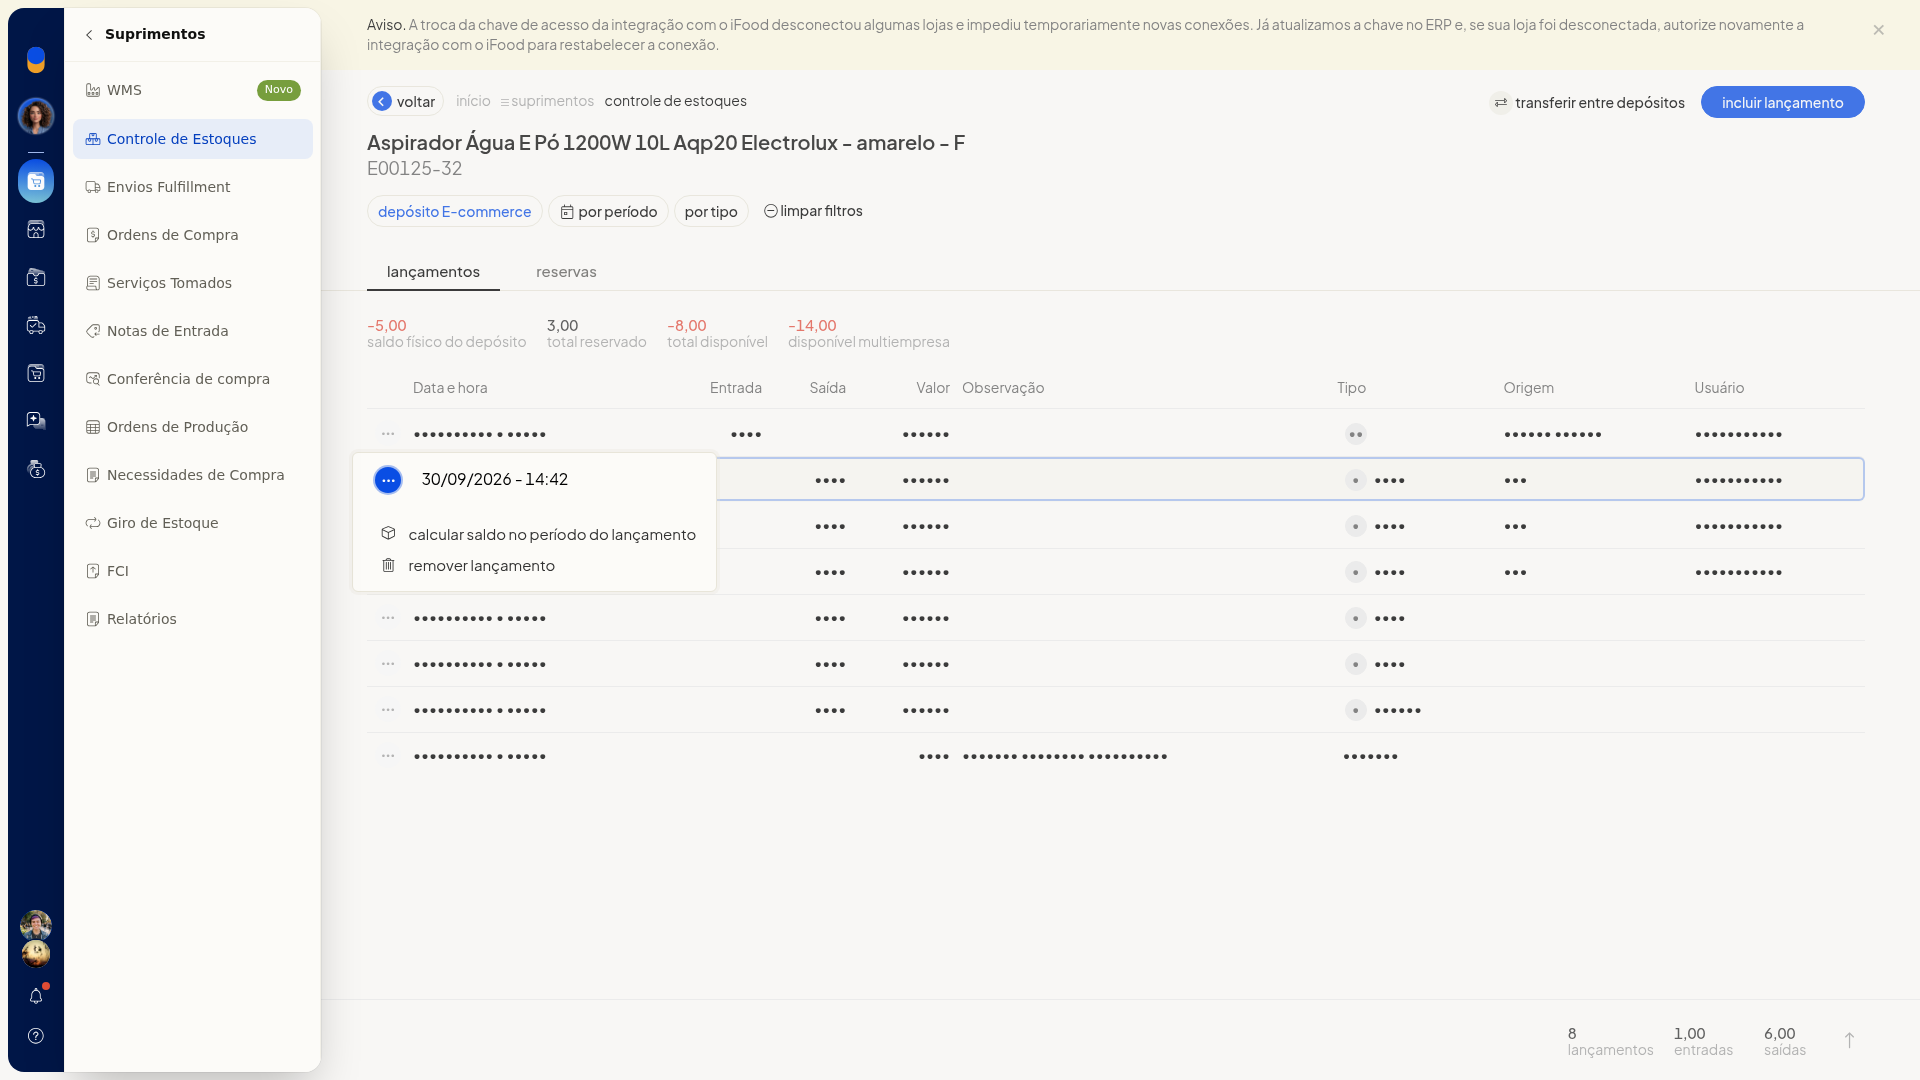 Suprimentos
WMS
Novo
Controle de Estoques
Envios Fulfillment
Ordens de Compra
Serviços Tomados
Notas de Entrada
Conferência de compra
Ordens de Produção
Necessidades de Compra
Giro de Estoque
FCI
Relatórios
Aviso. A troca da chave de acesso da integração com o iFood desconectou algumas lojas e impediu temporariamente novas conexões. Já atualizamos a chave no ERP e, se sua loja foi desconectada, autorize novamente a
integração com o iFood para restabelecer a conexão.
voltar início suprimentos controle de estoques
transferir entre depósitos incluir lançamento
Aspirador Água E Pó 1200W 10L Aqp20 Electrolux - amarelo - F
E00125-32
depósito E-commerce por período por tipo limpar filtros
lançamentos reservas
-5,00 3,00 -8,00 -14,00
saldo físico do depósito total reservado total disponível disponível multiempresa
Data e hora Entrada Saída Valor Observação Tipo Origem Usuário
30/09/2026 - 14:42
calcular saldo no período do lançamento
remover lançamento
8 1,00 6,00
lançamentos entradas saídas